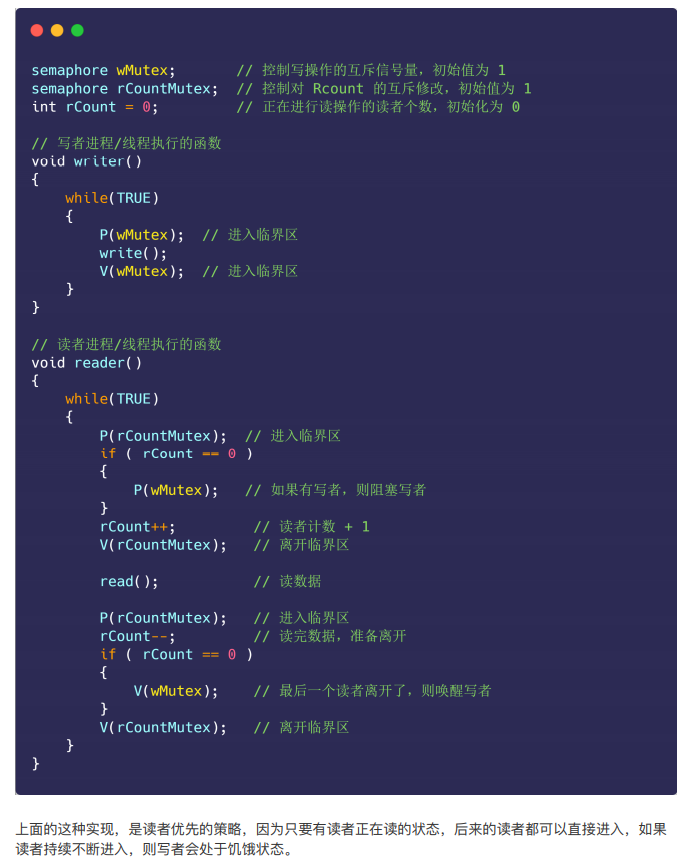 semaphore wMutex;         // 控制写操作的互斥信号量，初始值为 1
semaphore rCountMutex;  // 控制对 Rcount 的互斥修改，初始值为 1
int rCount = 0;         // 正在进行读操作的读者个数，初始化为 0
// 写者进程/线程执行的函数
void writer()
{
    while(TRUE)
    {
        P(wMutex);  // 进入临界区
        write();
        V(wMutex);  // 进入临界区
    }
}
// 读者进程/线程执行的函数
void reader()
{
    while(TRUE)
    {
        P(rCountMutex);  // 进入临界区
        if ( rCount == 0 )
        {
            P(wMutex);   // 如果有写者，则阻塞写者
        }
        rCount++;         // 读者计数 + 1
        V(rCountMutex);   // 离开临界区
        read();           // 读数据
        P(rCountMutex);   // 进入临界区
        rCount--;         // 读完数据，准备离开
        if ( rCount == 0 )
        {
            V(wMutex);    // 最后一个读者离开了，则唤醒写者
        }
        V(rCountMutex);   // 离开临界区
    }
}
上面的这种实现，是读者优先的策略，因为只要有读者正在读的状态，后来的读者都可以直接进入，如果
读者持续不断进入，则写者会处于饥饿状态。